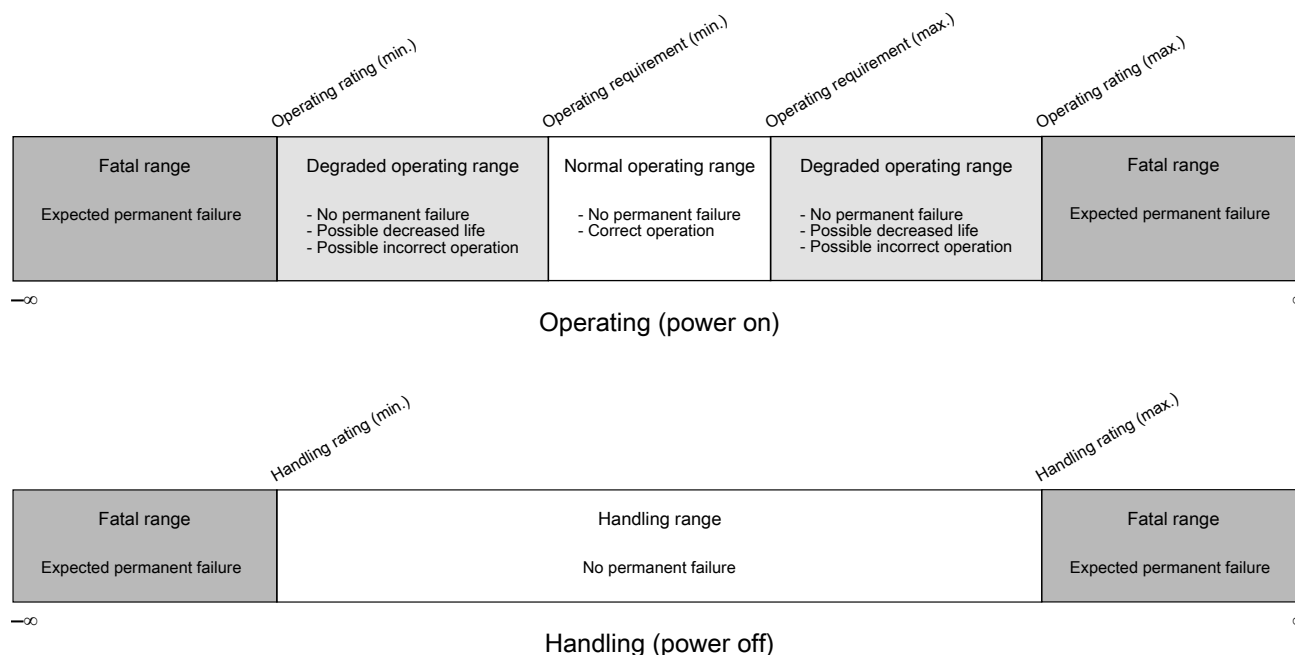 Operating rating (min.)
Operating requirement (min.)
Operating requirement (max.)
Operating rating (max.)
Fatal range
Degraded operating range
Normal operating range
Degraded operating range
Fatal range
Expected permanent failure
- No permanent failure
- Possible decreased life
- Possible incorrect operation
- No permanent failure
- Correct operation
- No permanent failure
- Possible decreased life
- Possible incorrect operation
Expected permanent failure
–∞
Operating (power on)
Handling rating (min.)
Handling rating (max.)
Fatal range
Handling range
Fatal range
Expected permanent failure
No permanent failure
Expected permanent failure
–∞
Handling (power off)